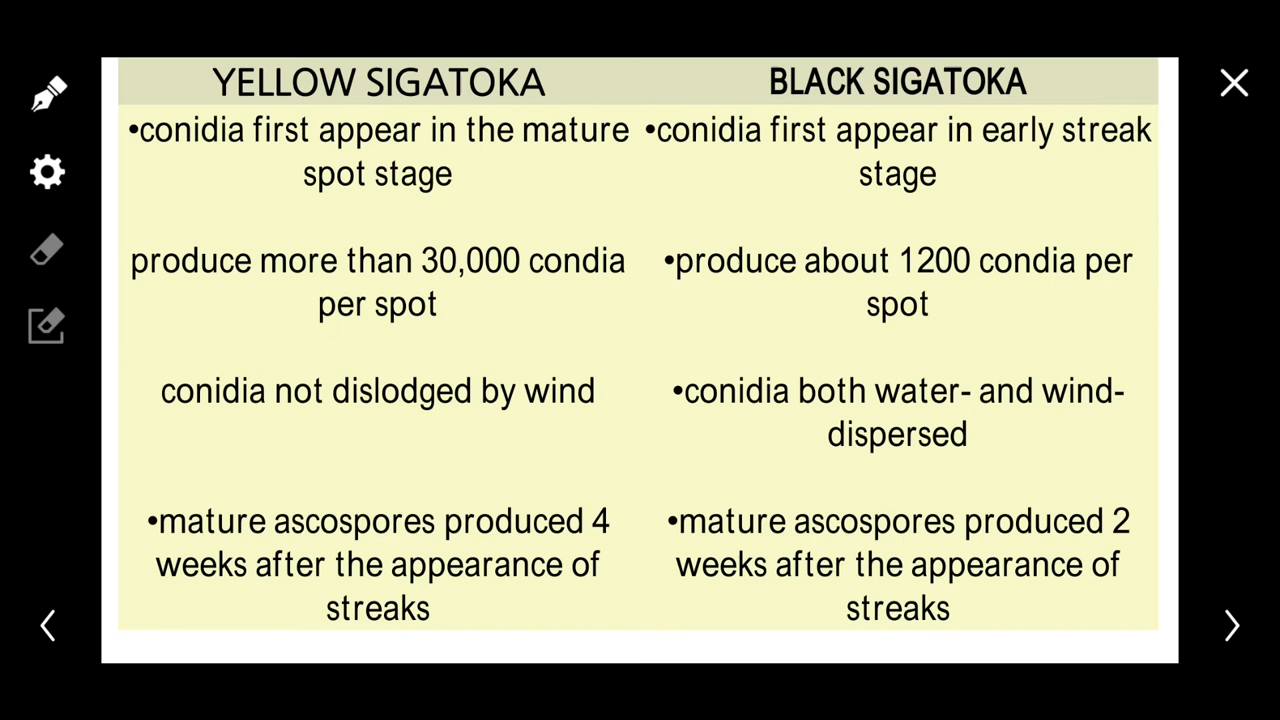 YELLOW SIGATOKA
•conidia first appear in the mature
spot stage
produce more than 30,000 condia
per spot
conidia not dislodged by wind
•mature ascospores produced 4
weeks after the appearance of
streaks
BLACK SIGATOKA
•conidia first appear in early streak
stage
•produce about 1200 condia per
spot
•conidia both water- and wind-
dispersed
•mature ascospores produced 2
weeks after the appearance of
streaks